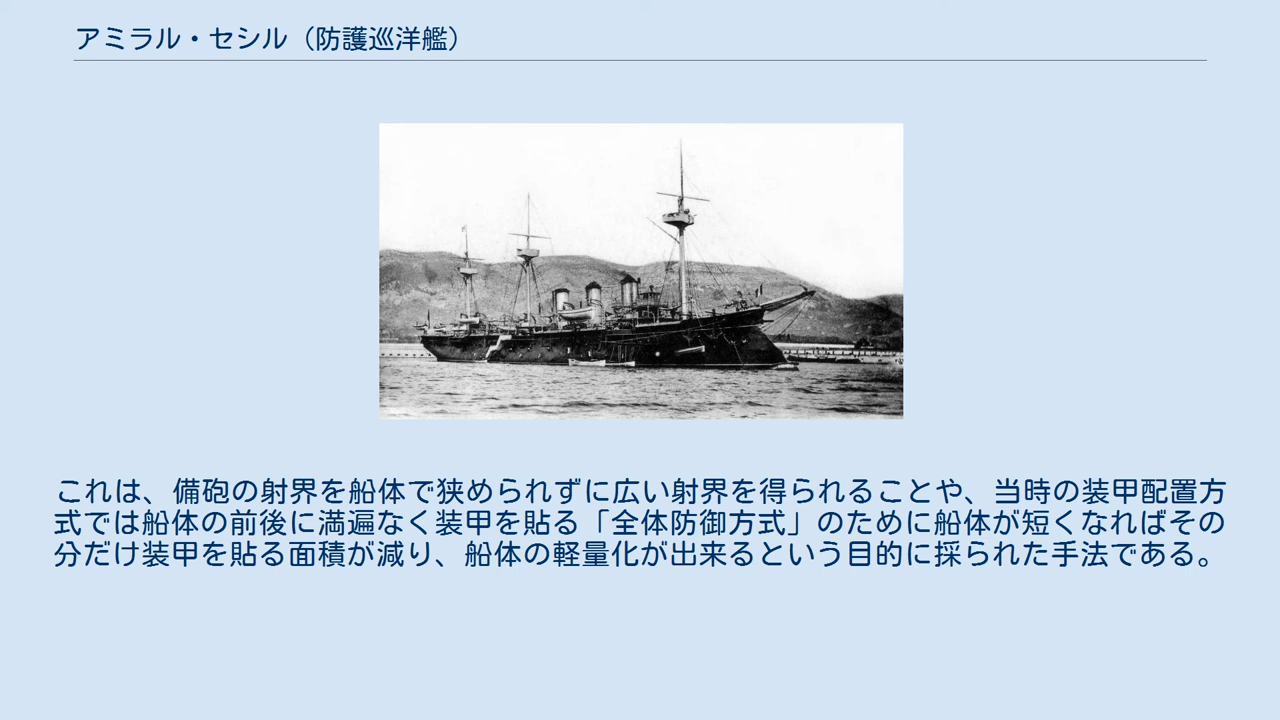 アミラル・セシル（防護巡洋艦）
これは、備砲の射界を船体で狭められずに広い射界を得られることや、当時の装甲配置方
式では船体の前後に満遍なく装甲を貼る「全体防御方式」のために船体が短くなればその
分だけ装甲を貼る面積が減り、船体の軽量化が出来るという目的に採られた手法である。